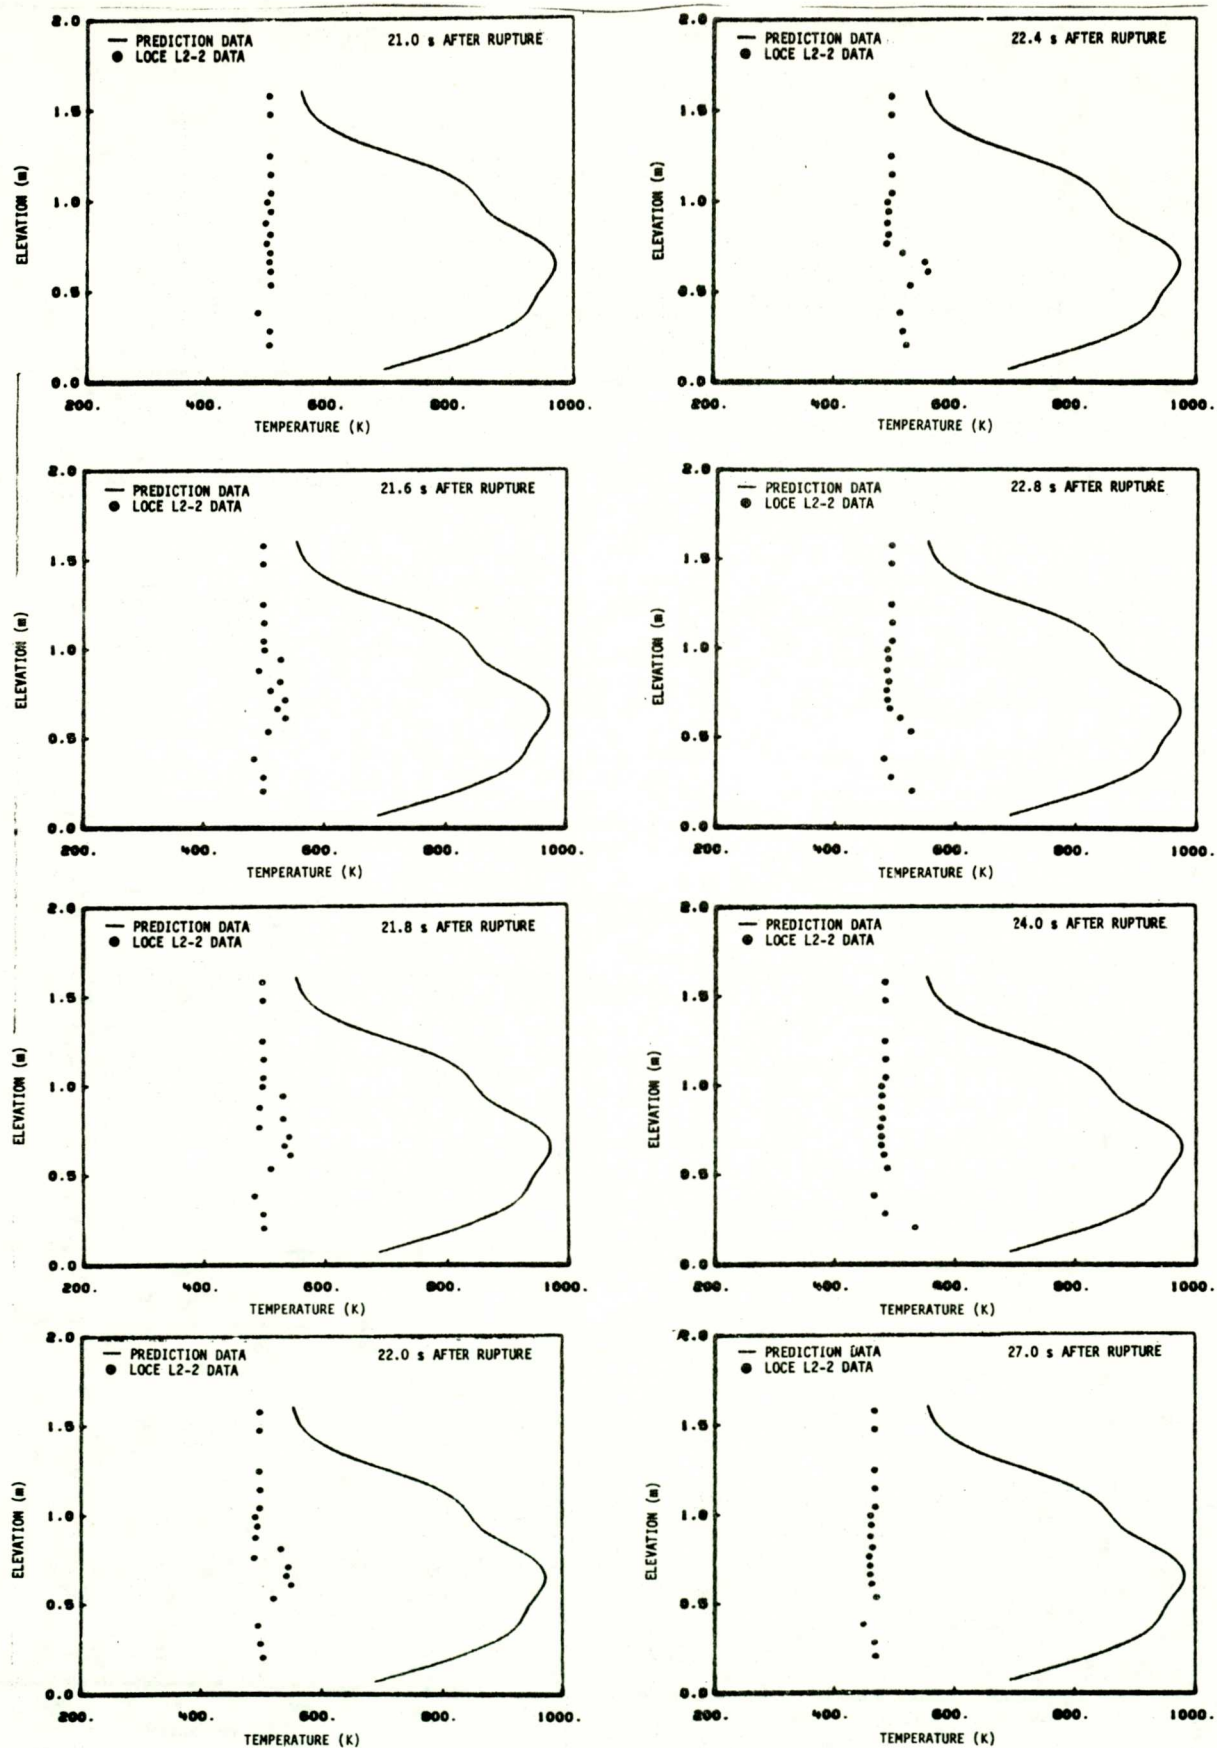 2.0
— PREDICTION DATA 21.0 s AFTER RUPTURE
● LOCE L2-2 DATA
1.5
ELEVATION (m)
1.0
0.5
0.0
200. 400. 600. 800. 1000.
TEMPERATURE (K)
2.0
— PREDICTION DATA 21.6 s AFTER RUPTURE
● LOCE L2-2 DATA
1.5
ELEVATION (m)
1.0
0.5
0.0
200. 400. 600. 800. 1000.
TEMPERATURE (K)
2.0
— PREDICTION DATA 21.8 s AFTER RUPTURE
● LOCE L2-2 DATA
1.5
ELEVATION (m)
1.0
0.5
0.0
200. 400. 600. 800. 1000.
TEMPERATURE (K)
2.0
— PREDICTION DATA 22.0 s AFTER RUPTURE
● LOCE L2-2 DATA
1.5
ELEVATION (m)
1.0
0.5
0.0
200. 400. 600. 800. 1000.
TEMPERATURE (K)
2.0
— PREDICTION DATA 22.4 s AFTER RUPTURE
● LOCE L2-2 DATA
1.5
ELEVATION (m)
1.0
0.5
0.0
200. 400. 600. 800. 1000.
TEMPERATURE (K)
2.0
— PREDICTION DATA 22.8 s AFTER RUPTURE
● LOCE L2-2 DATA
1.5
ELEVATION (m)
1.0
0.5
0.0
200. 400. 600. 800. 1000.
TEMPERATURE (K)
2.0
— PREDICTION DATA 24.0 s AFTER RUPTURE
● LOCE L2-2 DATA
1.5
ELEVATION (m)
1.0
0.5
0.0
200. 400. 600. 800. 1000.
TEMPERATURE (K)
2.0
— PREDICTION DATA 27.0 s AFTER RUPTURE
● LOCE L2-2 DATA
1.5
ELEVATION (m)
1.0
0.5
0.0
200. 400. 600. 800. 1000.
TEMPERATURE (K)